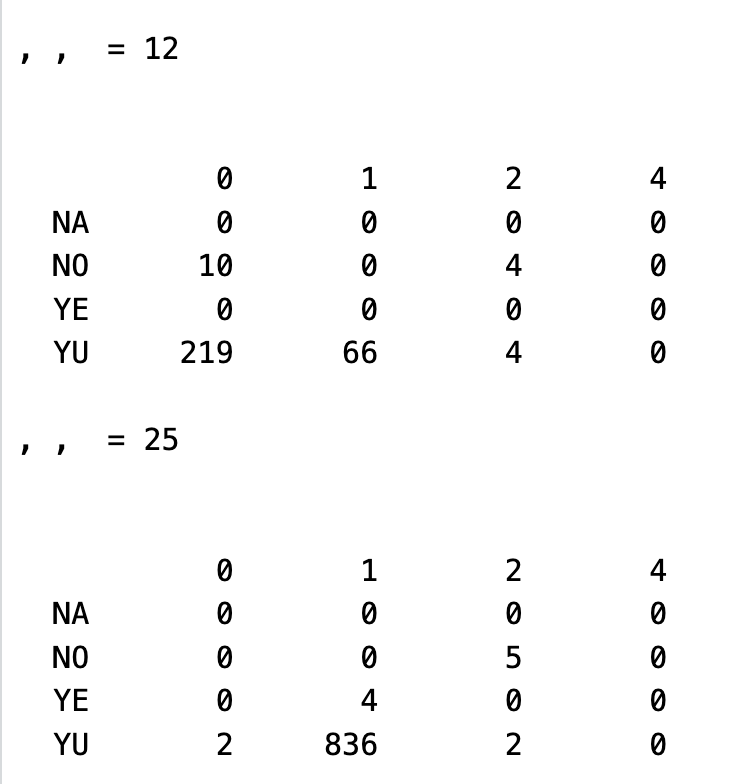 , ,  = 12
0 1 2 4
NA 0 0 0 0
NO 10 0 4 0
YE 0 0 0 0
YU 219 66 4 0
, ,  = 25
0 1 2 4
NA 0 0 0 0
NO 0 0 5 0
YE 0 4 0 0
YU 2 836 2 0